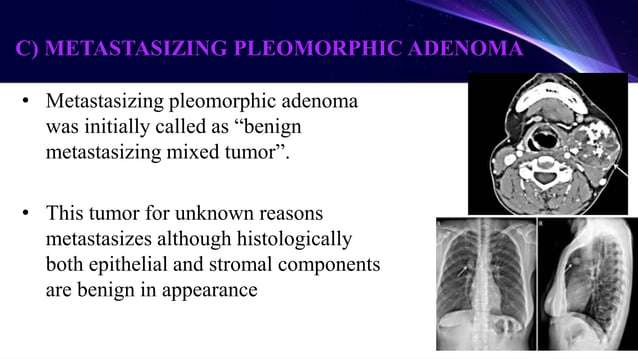 C) METASTASIZING PLEOMORPHIC ADENOMA
• Metastasizing pleomorphic adenoma
was initially called as “benign
metastasizing mixed tumor”.
• This tumor for unknown reasons
metastasizes although histologically
both epithelial and stromal components
are benign in appearance